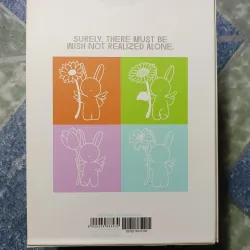 SURELY, THERE MUST BE
WISH NOT REALIZED ALONE.